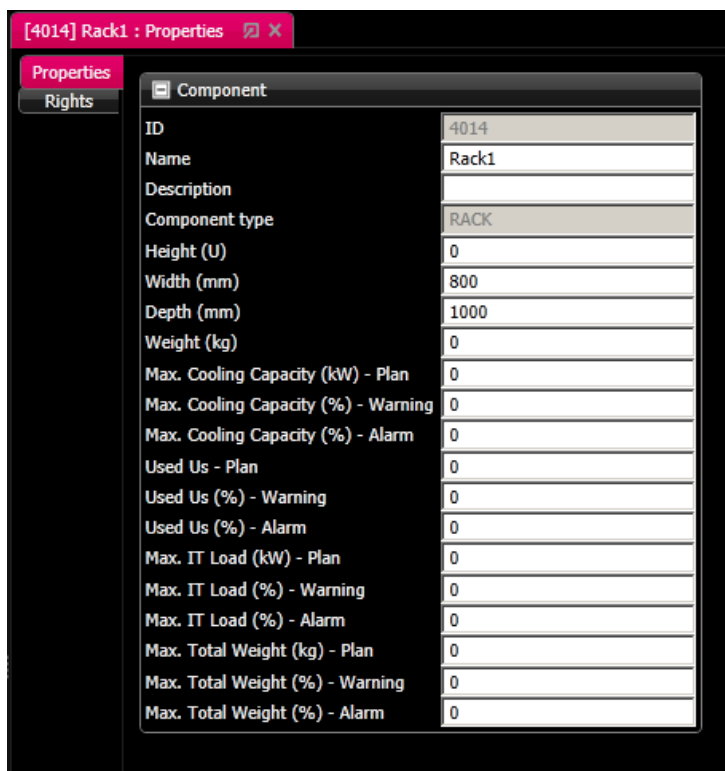 [4014] Rack1 : Properties
Properties
Rights
Component
ID 4014
Name Rack1
Description
Component type RACK
Height (U) 0
Width (mm) 800
Depth (mm) 1000
Weight (kg) 0
Max. Cooling Capacity (kW) - Plan 0
Max. Cooling Capacity (%) - Warning 0
Max. Cooling Capacity (%) - Alarm 0
Used Us - Plan 0
Used Us (%) - Warning 0
Used Us (%) - Alarm 0
Max. IT Load (kW) - Plan 0
Max. IT Load (%) - Warning 0
Max. IT Load (%) - Alarm 0
Max. Total Weight (kg) - Plan 0
Max. Total Weight (%) - Warning 0
Max. Total Weight (%) - Alarm 0